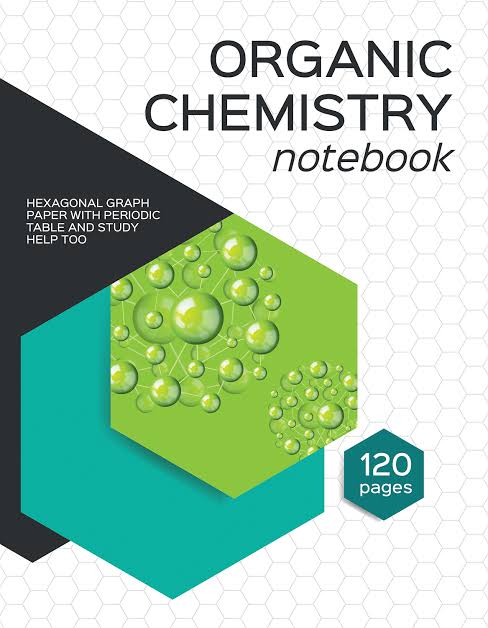 ORGANIC
CHEMISTRY
notebook
HEXAGONAL GRAPH
PAPER WITH PERIODIC
TABLE AND STUDY
HELP TOO
120
pages